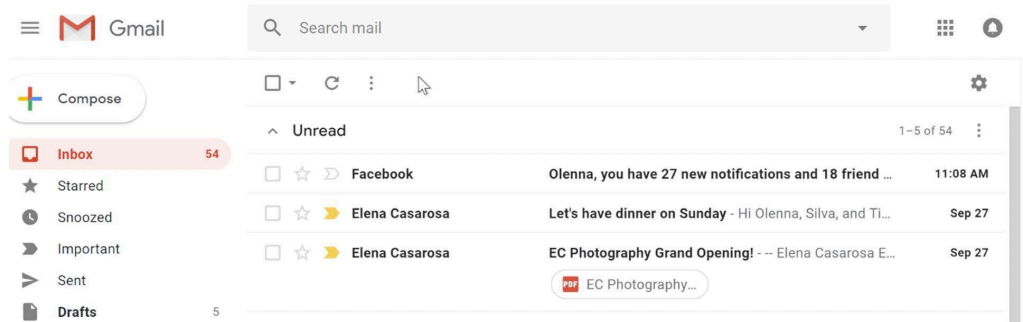 Gmail
Search mail
Compose
Unread
1–5 of 54
Inbox 54
Starred
Snoozed
Important
Sent
Drafts 5
Facebook Olenna, you have 27 new notifications and 18 friend ... 11:08 AM
Elena Casarosa Let's have dinner on Sunday - Hi Olenna, Silva, and Ti... Sep 27
Elena Casarosa EC Photography Grand Opening! - -- Elena Casarosa E... Sep 27
PDF EC Photography...